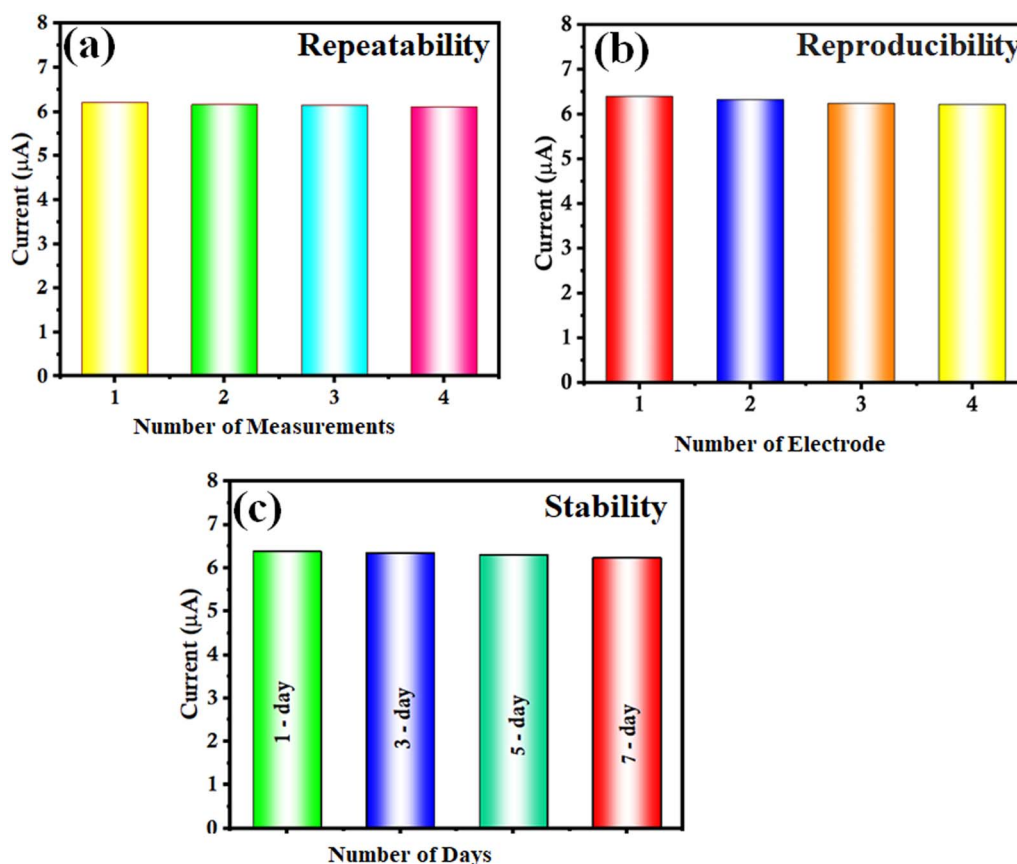 (a) Repeatability
8
7
6
5
4
3
2
1
0
Current (μA)
1 2 3 4
Number of Measurements
(b) Reproducibility
8
7
6
5
4
3
2
1
0
Current (μA)
1 2 3 4
Number of Electrode
(c) Stability
8
7
6
5
4
3
2
1
0
Current (μA)
1 - day
3 - day
5 - day
7 - day
Number of Days